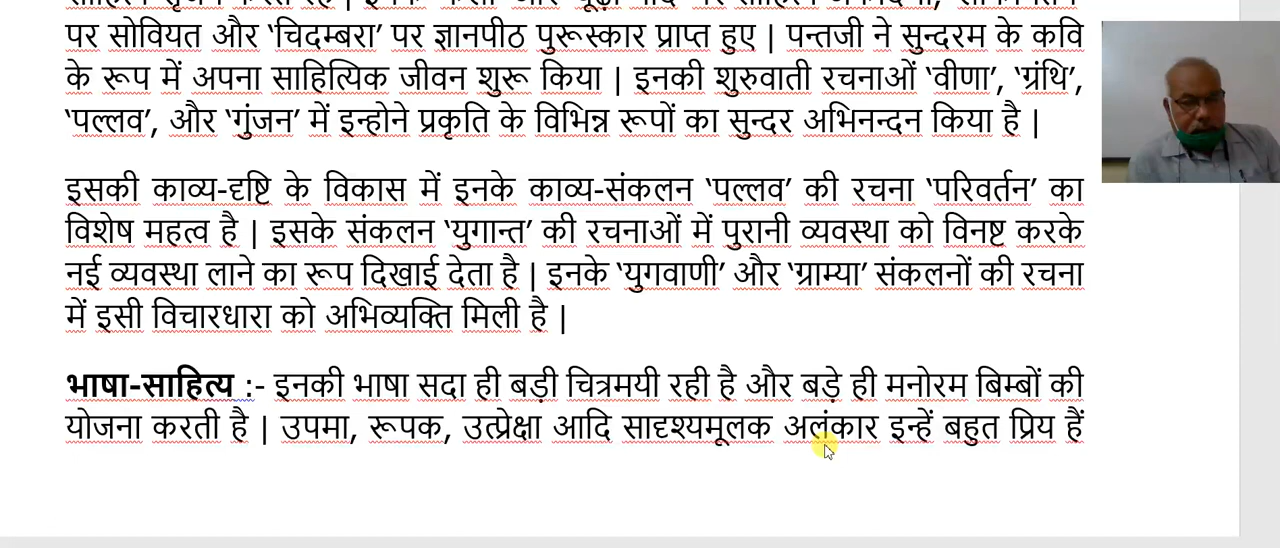 पर सोवियत और ‘चिदम्बरा’ पर ज्ञानपीठ पुरूस्कार प्राप्त हुए | पन्तजी ने सुन्दरम के कवि
के रूप में अपना साहित्यिक जीवन शुरू किया | इनकी शुरुवाती रचनाओं ‘वीणा’, ‘ग्रंथि’,
‘पल्लव’, और ‘गुंजन’ में इन्होने प्रकृति के विभिन्न रूपों का सुन्दर अभिनन्दन किया है |
इसकी काव्य-दृष्टि के विकास में इनके काव्य-संकलन ‘पल्लव’ की रचना ‘परिवर्तन’ का
विशेष महत्व है | इसके संकलन ‘युगान्त’ की रचनाओं में पुरानी व्यवस्था को विनष्ट करके
नई व्यवस्था लाने का रूप दिखाई देता है | इनके ‘युगवाणी’ और ‘ग्राम्या’ संकलनों की रचना
में इसी विचारधारा को अभिव्यक्ति मिली है |
भाषा-साहित्य :- इनकी भाषा सदा ही बड़ी चित्रमयी रही है और बड़े ही मनोरम बिम्बों की
योजना करती है | उपमा, रूपक, उत्प्रेक्षा आदि सादृश्यमूलक अलंकार इन्हें बहुत प्रिय हैं